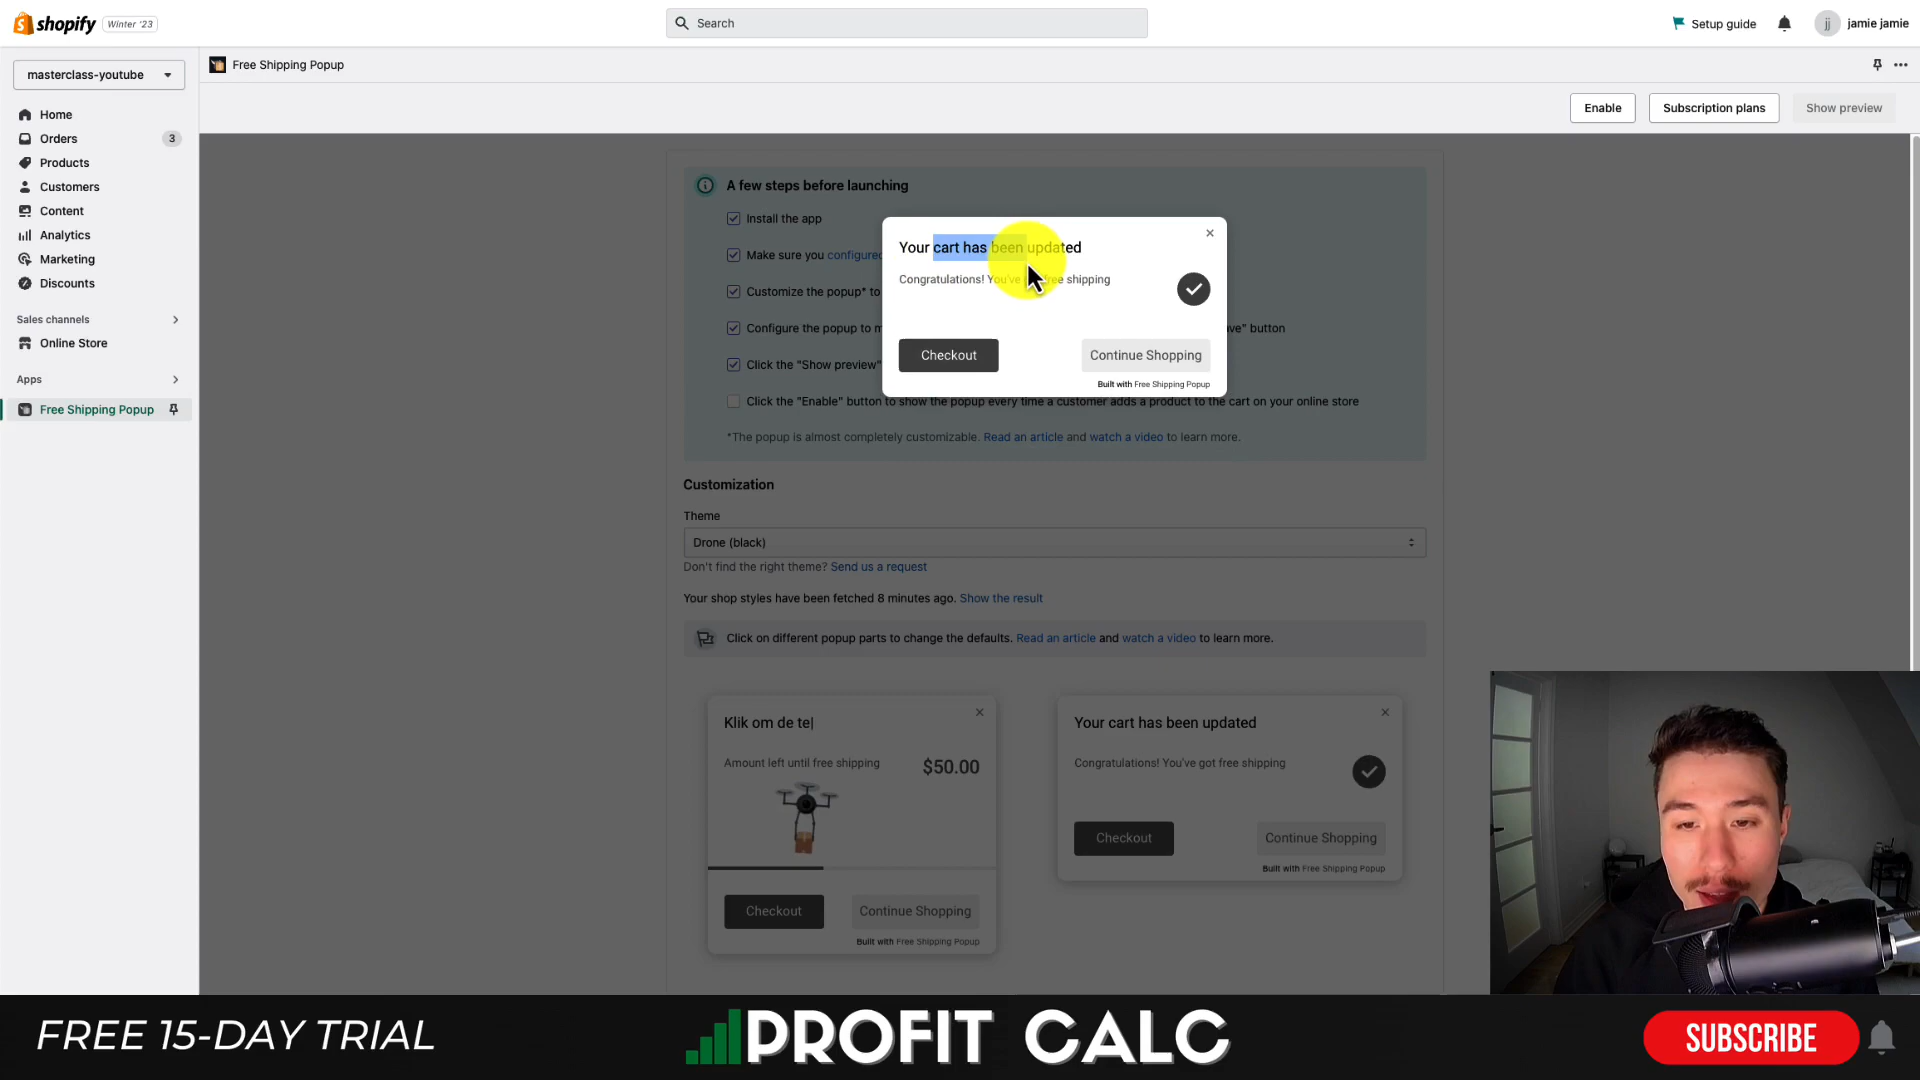 shopify
Winter '23
Search
Setup guide
jj
jamie jamie
masterclass-youtube
Free Shipping Popup
Home
Orders
3
Products
Customers
Content
Analytics
Marketing
Discounts
Sales channels
Online Store
Apps
Free Shipping Popup
Enable
Subscription plans
Show preview
A few steps before launching
Install the app
Make sure you configured
Customize the popup* to
Configure the popup to
Click the "Show preview"
" button
Click the "Enable" button to show the popup every time a customer adds a product to the cart on your online store
*The popup is almost completely customizable. Read an article and watch a video to learn more.
Your cart has been updated
Congratulations! You've free shipping
Checkout
Continue Shopping
Built with Free Shipping Popup
Customization
Theme
Drone (black)
Don't find the right theme? Send us a request
Your shop styles have been fetched 8 minutes ago. Show the result
Click on different popup parts to change the defaults. Read an article and watch a video to learn more.
Klik om de te
Amount left until free shipping
$50.00
Checkout
Continue Shopping
Built with Free Shipping Popup
Your cart has been updated
Congratulations! You've got free shipping
Checkout
Continue Shopping
Built with Free Shipping Popup
FREE 15-DAY TRIAL
PROFIT CALC
SUBSCRIBE